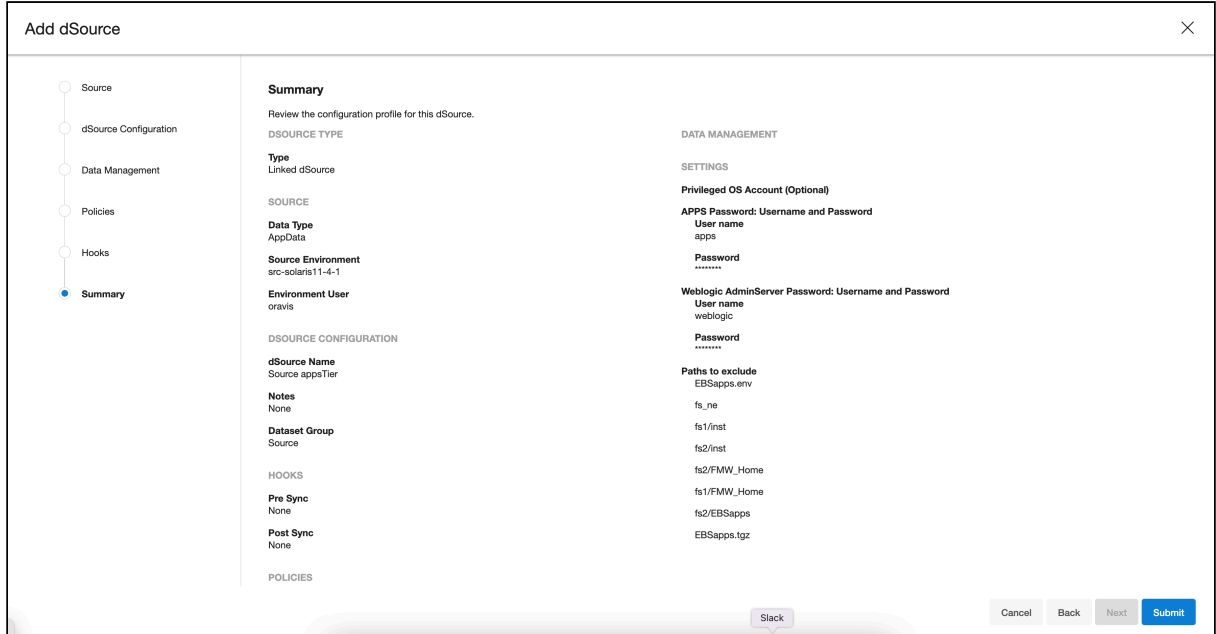 Add dSource
Source
dSource Configuration
Data Management
Policies
Hooks
Summary
Summary
Review the configuration profile for this dSource.
DSOURCE TYPE
Type
Linked dSource
SOURCE
Data Type
AppData
Source Environment
src-solaris11-4-1
Environment User
oravis
DSOURCE CONFIGURATION
dSource Name
Source appsTier
Notes
None
Dataset Group
Source
HOOKS
Pre Sync
None
Post Sync
None
POLICIES
DATA MANAGEMENT
SETTINGS
Privileged OS Account (Optional)
APPS Password: Username and Password
User name
apps
Password
********
Weblogic AdminServer Password: Username and Password
User name
weblogic
Password
********
Paths to exclude
EBSapps.env
fs_ne
fs1/inst
fs2/inst
fs2/FMW_Home
fs1/FMW_Home
fs2/EBSapps
EBSapps.tgz
Cancel
Back
Next
Submit
Slack